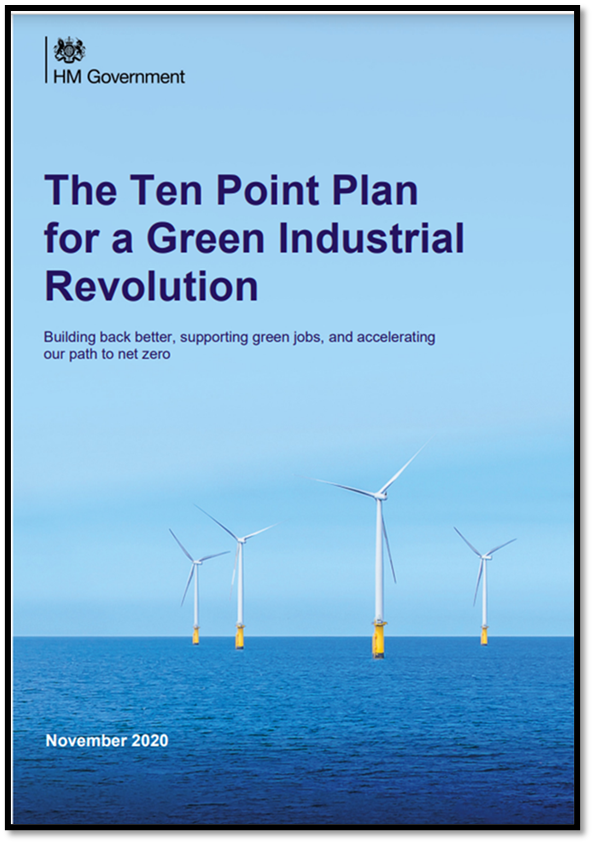 HM Government
The Ten Point Plan
for a Green Industrial
Revolution
Building back better, supporting green jobs, and accelerating
our path to net zero
November 2020